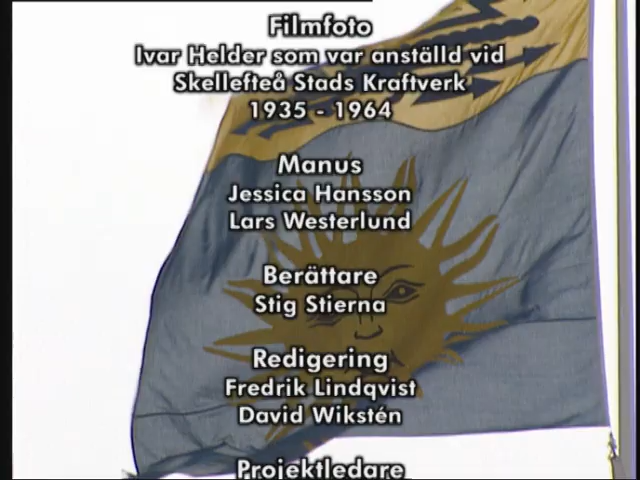 Filmfoto
Ivar Helder som var anställd vid
Skellefteå Stads Kraftverk
1935 - 1964
Manus
Jessica Hansson
Lars Westerlund
Berättare
Stig Stierna
Redigering
Fredrik Lindqvist
David Wikstén
Projektledare